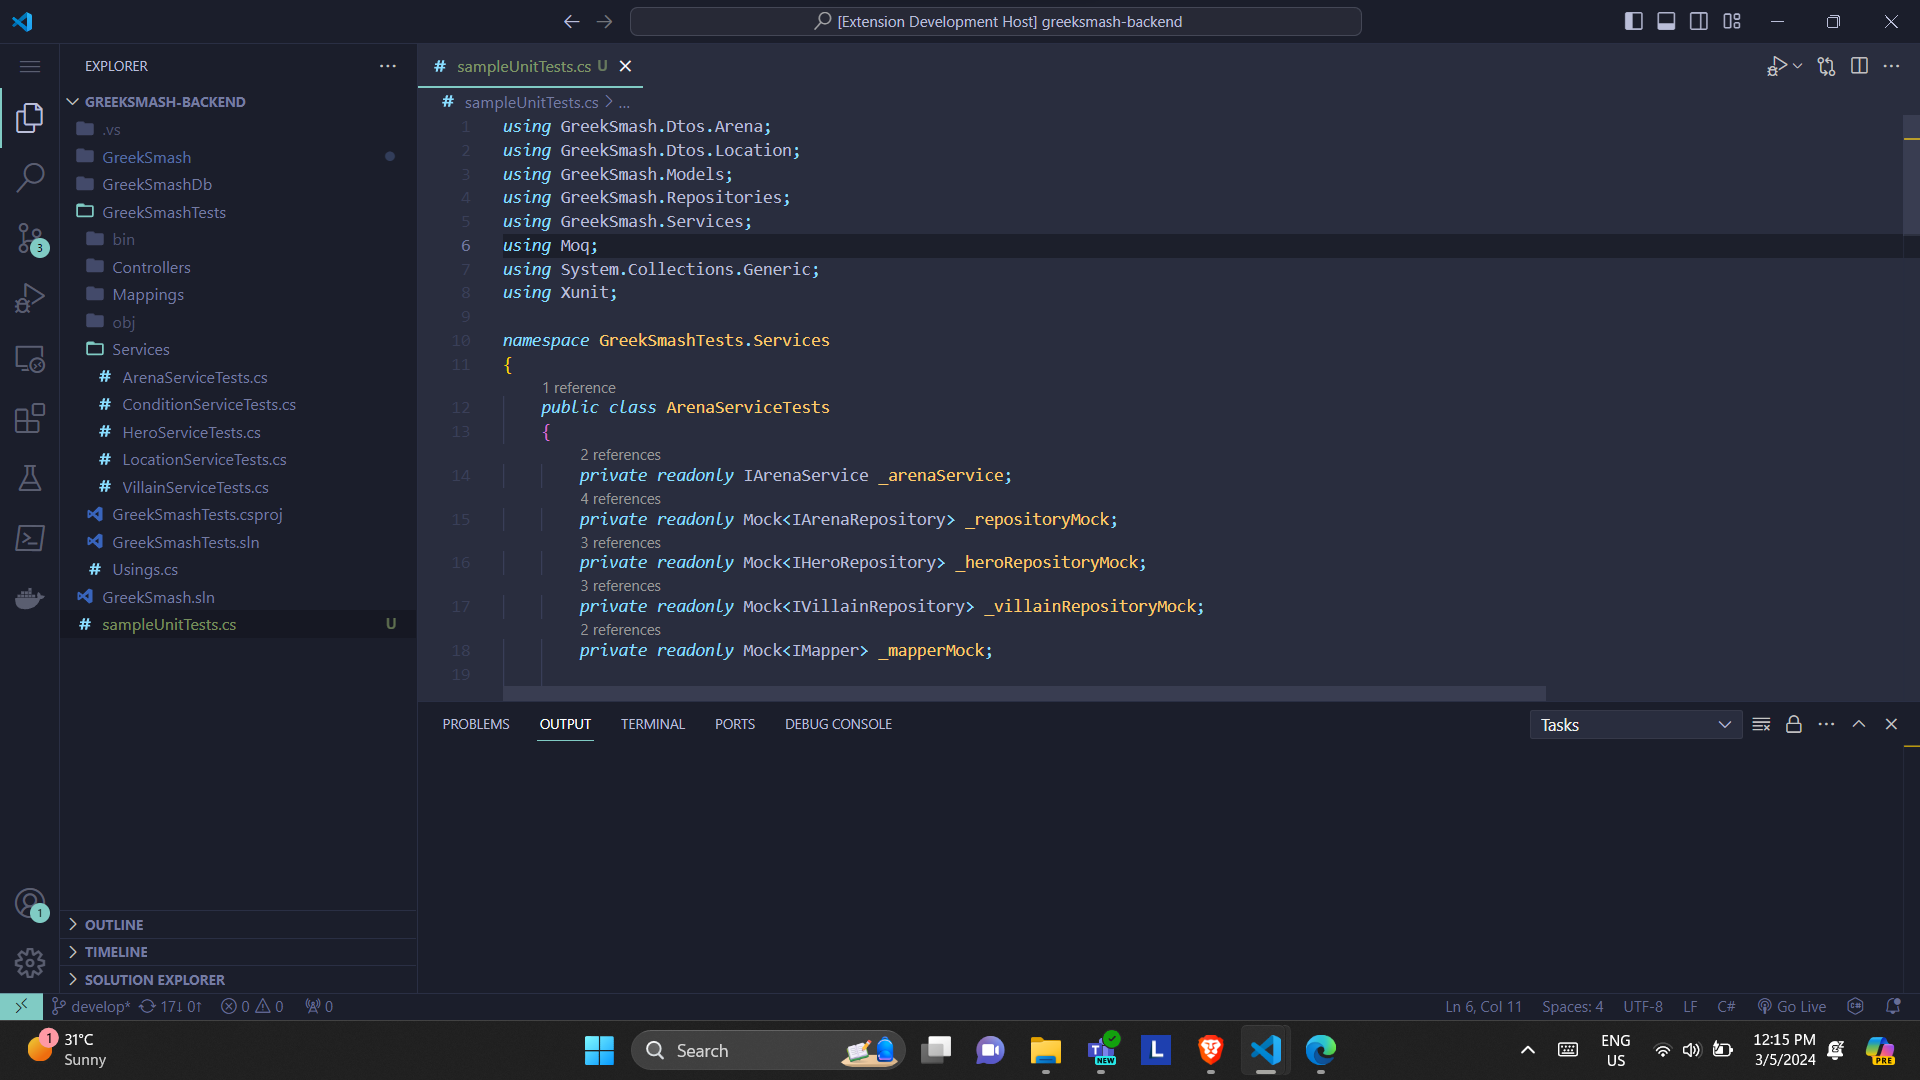 [Extension Development Host] greeksmash-backend
EXPLORER
GREEKSMASH-BACKEND
.vs
GreekSmash
GreekSmashDb
GreekSmashTests
bin
Controllers
Mappings
obj
Services
# ArenaServiceTests.cs
# ConditionServiceTests.cs
# HeroServiceTests.cs
# LocationServiceTests.cs
# VillainServiceTests.cs
GreekSmashTests.csproj
GreekSmashTests.sln
# Usings.cs
GreekSmash.sln
# sampleUnitTests.cs U
OUTLINE
TIMELINE
SOLUTION EXPLORER
3
1
# sampleUnitTests.cs U
# sampleUnitTests.cs > ...
1 using GreekSmash.Dtos.Arena;
2 using GreekSmash.Dtos.Location;
3 using GreekSmash.Models;
4 using GreekSmash.Repositories;
5 using GreekSmash.Services;
6 using Moq;
7 using System.Collections.Generic;
8 using Xunit;
9
10 namespace GreekSmashTests.Services
11 {
1 reference
12 public class ArenaServiceTests
13 {
2 references
14 private readonly IArenaService _arenaService;
4 references
15 private readonly Mock<IArenaRepository> _repositoryMock;
3 references
16 private readonly Mock<IHeroRepository> _heroRepositoryMock;
3 references
17 private readonly Mock<IVillainRepository> _villainRepositoryMock;
2 references
18 private readonly Mock<IMapper> _mapperMock;
19
PROBLEMS OUTPUT TERMINAL PORTS DEBUG CONSOLE
Tasks
develop* 17↓ 0↑ 0 0 0
Ln 6, Col 11 Spaces: 4 UTF-8 LF C# Go Live
1
31°C
Sunny
Search
NEW
L
ENG
US
12:15 PM
3/5/2024
PRE